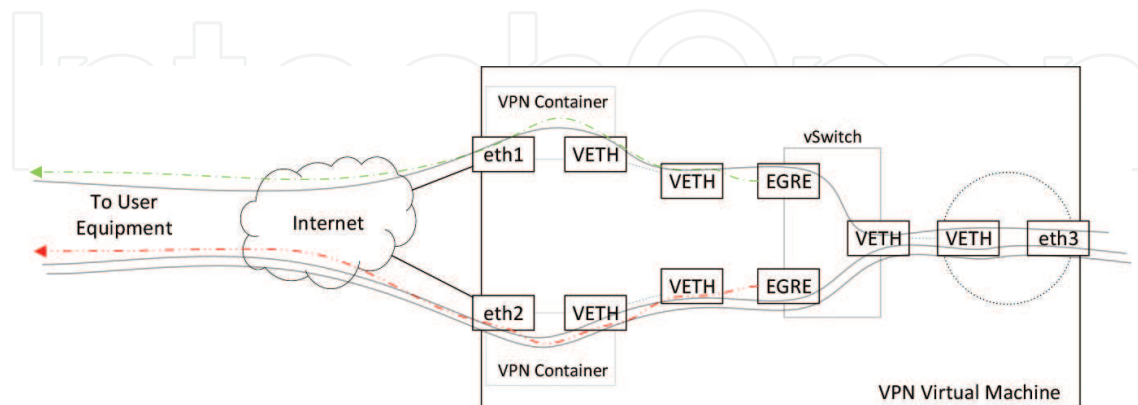 IntechOpen
VPN Container
vSwitch
eth1
VETH
VETH
EGRE
To User
Equipment
Internet
VETH
VETH
eth3
VETH
EGRE
eth2
VETH
VPN Container
VPN Virtual Machine